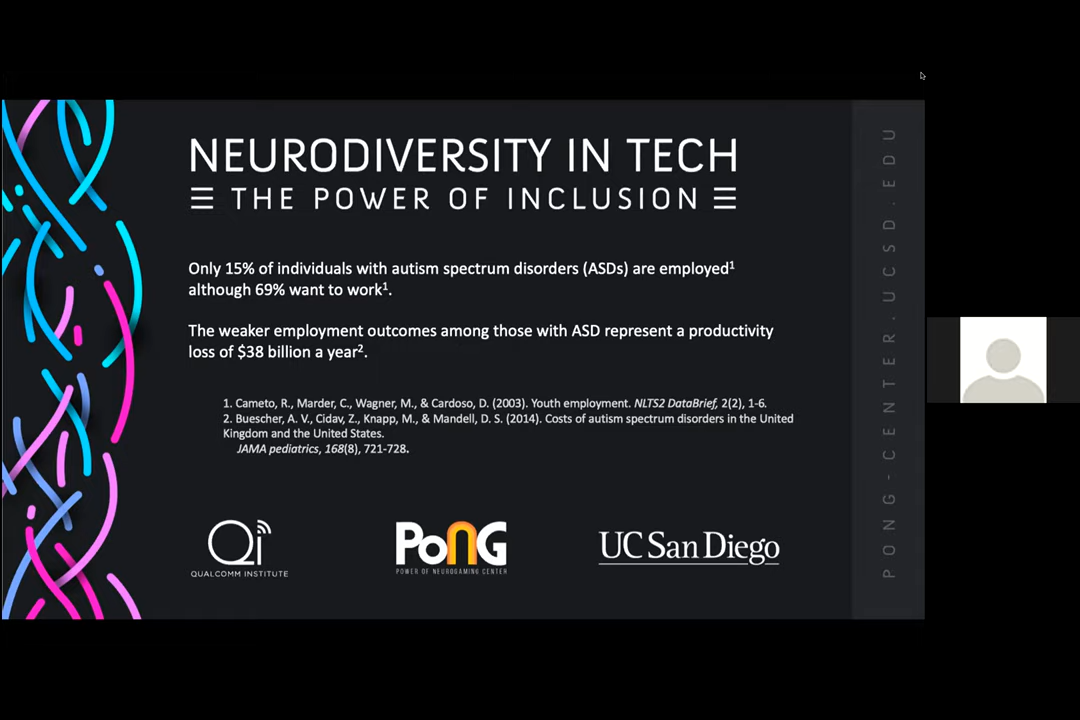 NEURODIVERSITY IN TECH
THE POWER OF INCLUSION
Only 15% of individuals with autism spectrum disorders (ASDs) are employed¹
although 69% want to work¹.
The weaker employment outcomes among those with ASD represent a productivity
loss of $38 billion a year².
1. Cameto, R., Marder, C., Wagner, M., & Cardoso, D. (2003). Youth employment. NLTS2 DataBrief, 2(2), 1-6.
2. Buescher, A. V., Cidav, Z., Knapp, M., & Mandell, D. S. (2014). Costs of autism spectrum disorders in the United
Kingdom and the United States.
JAMA pediatrics, 168(8), 721-728.
Qi
QUALCOMM INSTITUTE
PoNG
POWER OF NEUROGAMING CENTER
UC San Diego
PONG-CENTER.UCSD.EDU